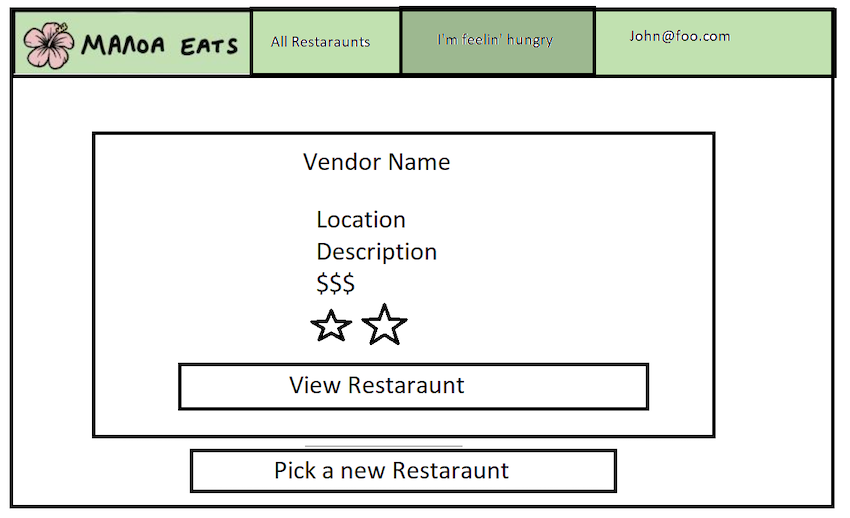 MANOA EATS
All Restaraunts
I'm feelin' hungry
John@foo.com
Vendor Name
Location
Description
$$$
View Restaraunt
Pick a new Restaraunt